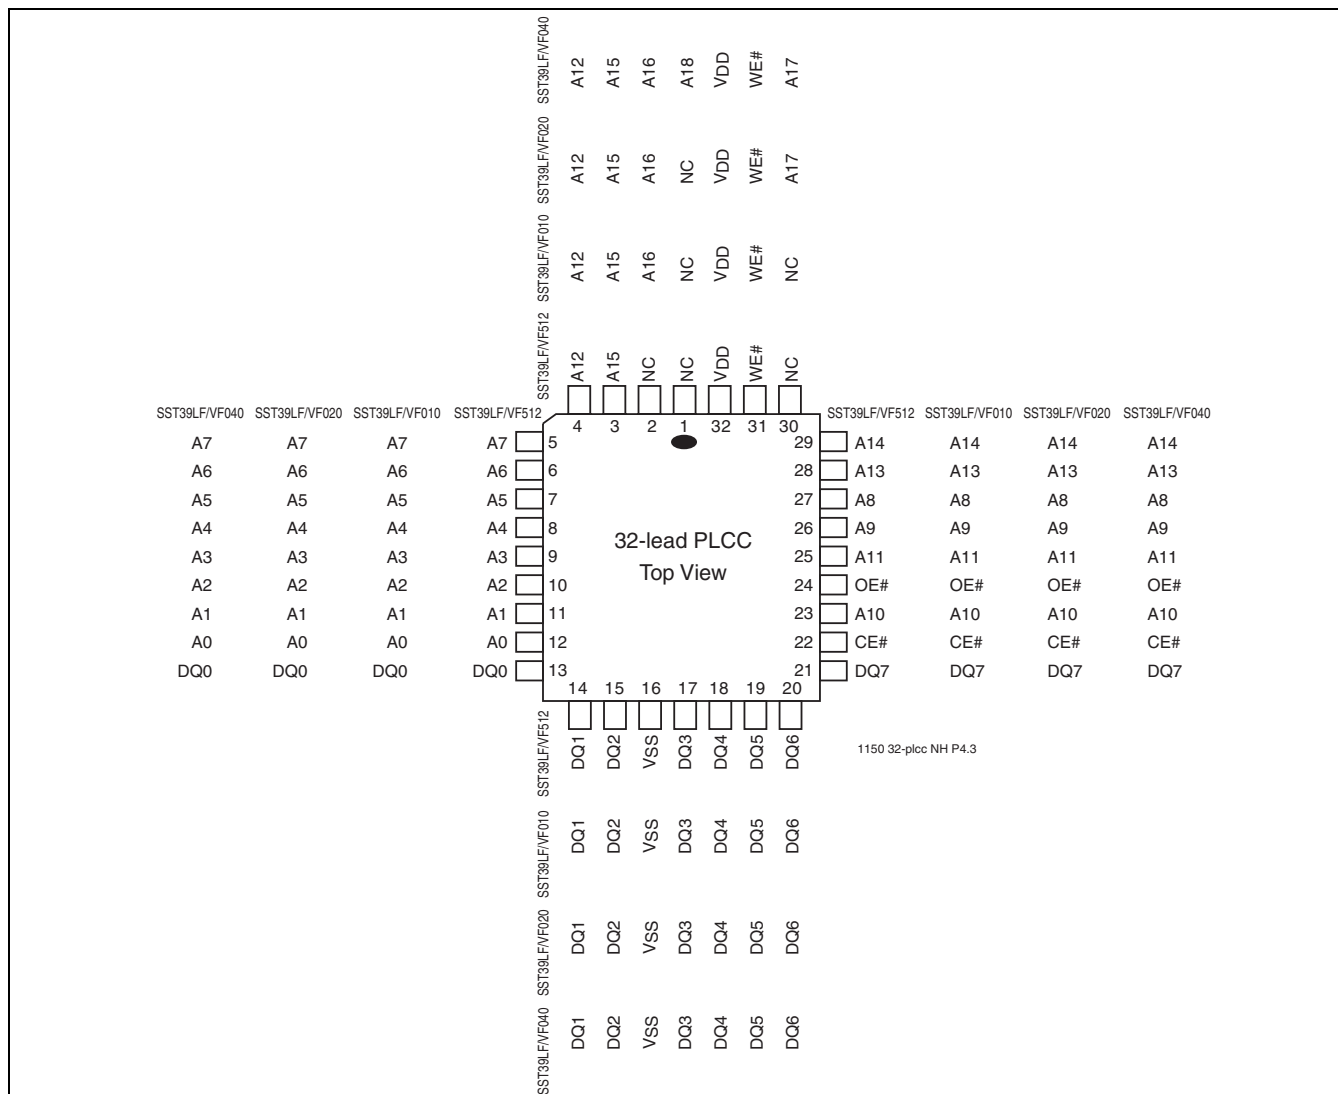 SST39LF/VF040 A12 A15 A16 A18 VDD WE# A17
SST39LF/VF020 A12 A15 A16 NC VDD WE# A17
SST39LF/VF010 A12 A15 A16 NC VDD WE# NC
SST39LF/VF512 A12 A15 NC NC VDD WE# NC
SST39LF/VF040 SST39LF/VF020 SST39LF/VF010 SST39LF/VF512 4 3 2 1 32 31 30 SST39LF/VF512 SST39LF/VF010 SST39LF/VF020 SST39LF/VF040
A7 A7 A7 A7 5 29 A14 A14 A14 A14
A6 A6 A6 A6 6 28 A13 A13 A13 A13
A5 A5 A5 A5 7 27 A8 A8 A8 A8
A4 A4 A4 A4 8 26 A9 A9 A9 A9
32-lead PLCC
A3 A3 A3 A3 9 25 A11 A11 A11 A11
Top View
A2 A2 A2 A2 10 24 OE# OE# OE# OE#
A1 A1 A1 A1 11 23 A10 A10 A10 A10
A0 A0 A0 A0 12 22 CE# CE# CE# CE#
DQ0 DQ0 DQ0 DQ0 13 21 DQ7 DQ7 DQ7 DQ7
14 15 16 17 18 19 20
SST39LF/VF512 DQ1 DQ2 VSS DQ3 DQ4 DQ5 DQ6
1150 32-plcc NH P4.3
SST39LF/VF010 DQ1 DQ2 VSS DQ3 DQ4 DQ5 DQ6
SST39LF/VF020 DQ1 DQ2 VSS DQ3 DQ4 DQ5 DQ6
SST39LF/VF040 DQ1 DQ2 VSS DQ3 DQ4 DQ5 DQ6